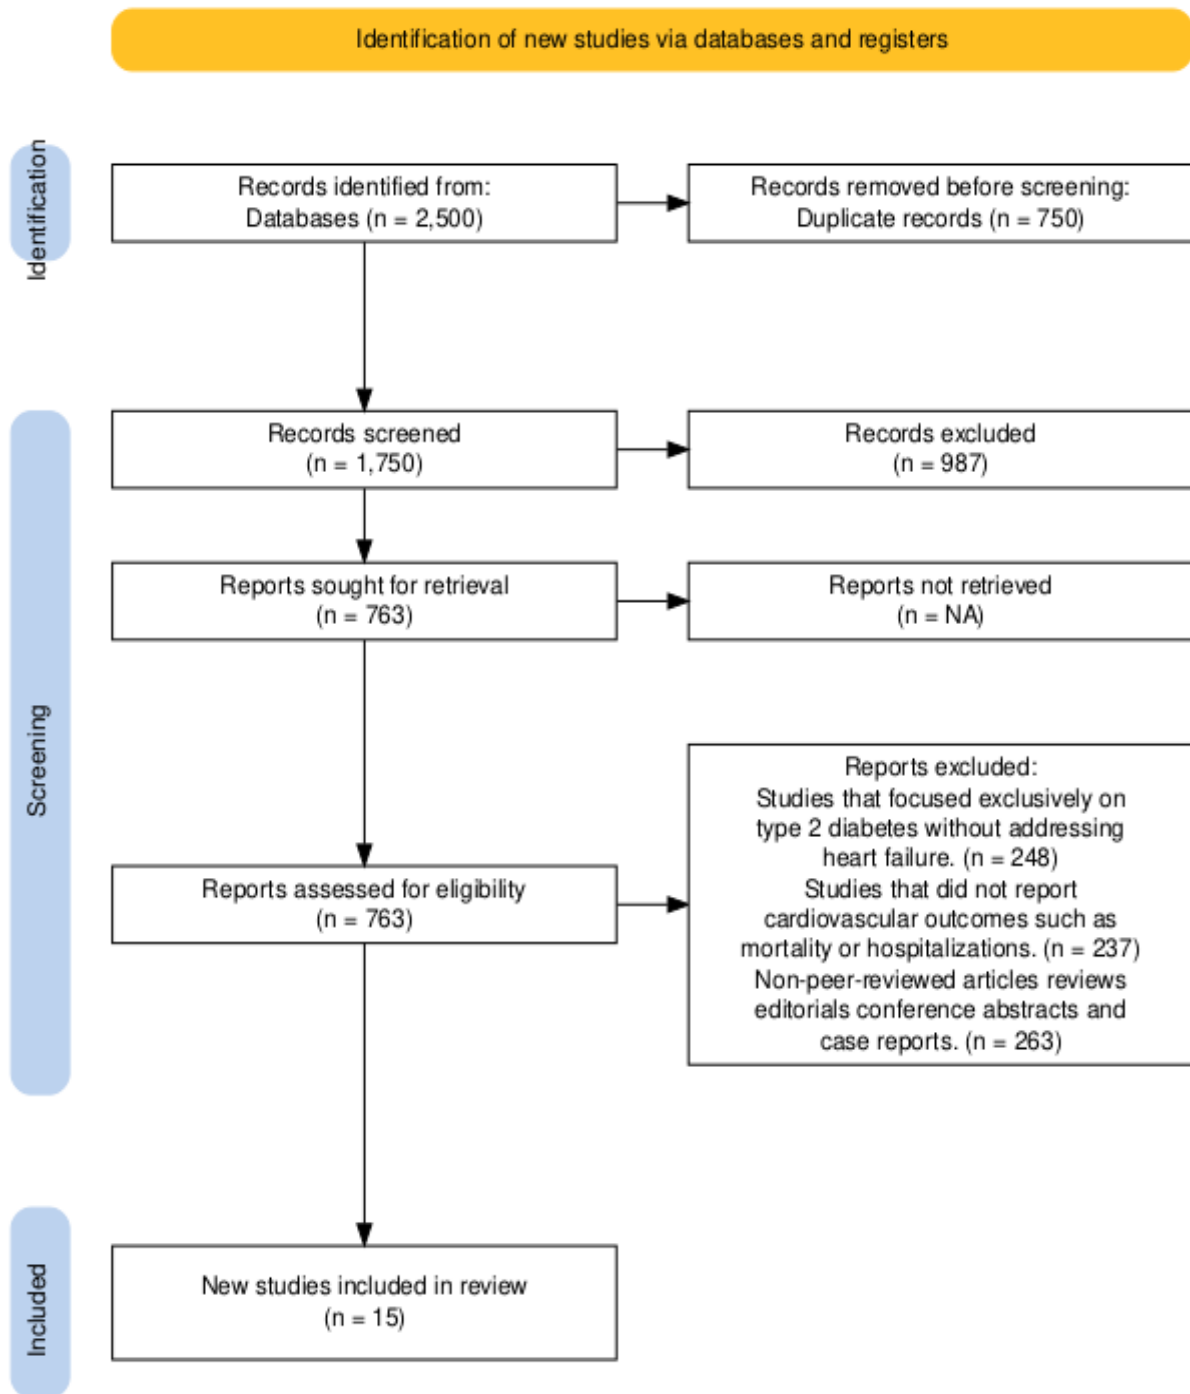 Identification of new studies via databases and registers
Identification
Records identified from:
Databases (n = 2,500)
Records removed before screening:
Duplicate records (n = 750)
Screening
Records screened
(n = 1,750)
Records excluded
(n = 987)
Reports sought for retrieval
(n = 763)
Reports not retrieved
(n = NA)
Reports assessed for eligibility
(n = 763)
Reports excluded:
Studies that focused exclusively on
type 2 diabetes without addressing
heart failure. (n = 248)
Studies that did not report
cardiovascular outcomes such as
mortality or hospitalizations. (n = 237)
Non-peer-reviewed articles reviews
editorials conference abstracts and
case reports. (n = 263)
Included
New studies included in review
(n = 15)